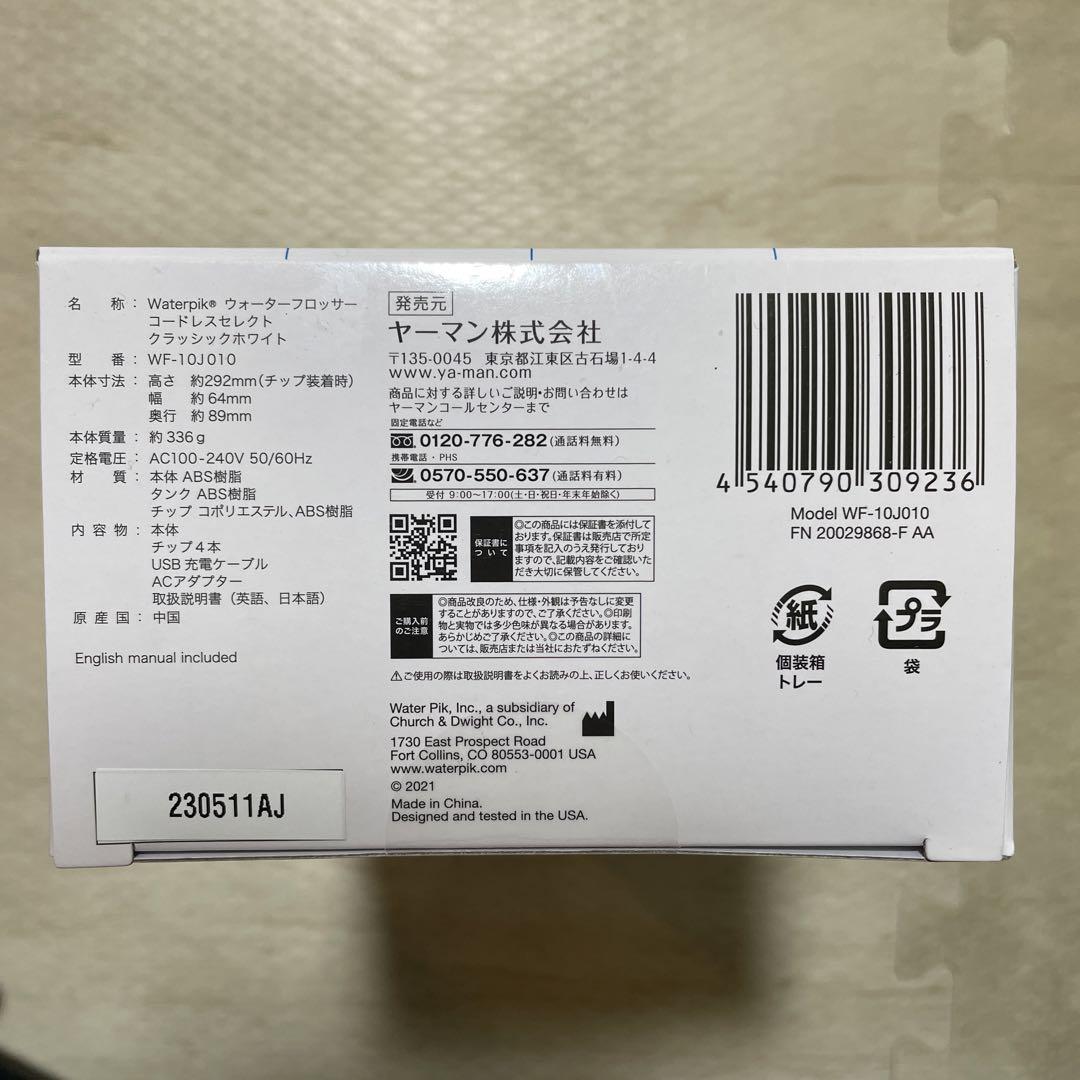 名　称：Waterpik® ウォーターフロッサー
コードレスセレクト
クラッシックホワイト
型　番：WF-10J010
本体寸法：高さ 約292mm(チップ装着時)
幅 約64mm
奥行 約89mm
本体質量：約336g
定格電圧：AC100-240V 50/60Hz
材　質：本体 ABS樹脂
タンク ABS樹脂
チップ コポリエステル、ABS樹脂
内容物：本体
チップ4本
USB充電ケーブル
ACアダプター
取扱説明書（英語、日本語）
原産国：中国
English manual included
230511AJ
発売元
ヤーマン株式会社
〒135-0045 東京都江東区古石場1-4-4
www.ya-man.com
商品に対する詳しいご説明・お問い合わせは
ヤーマンコールセンターまで
固定電話など
0120-776-282(通話料無料)
携帯電話・PHS
0570-550-637(通話料有料)
受付 9:00〜17:00(土・日・祝日・年末年始除く)
保証書に
ついて
◎この商品には保証書を添付して
おります。保証書は販売店で所定
事項を記入のうえ発行しており
ますので、記載内容をご確認いた
だき大切に保管してください。
ご購入前
のご注意
◎商品改良のため、仕様・外観は予告なしに変更
することがありますので、ご了承ください。◎印刷
物と実物では多少色味が異なる場合があります。
あらかじめご了承ください。◎この商品の詳細に
ついては、販売店または当社におたずねください。
⚠ご使用の際は取扱説明書をよくお読みの上、正しくお使いください。
Water Pik, Inc., a subsidiary of
Church & Dwight Co., Inc.
1730 East Prospect Road
Fort Collins, CO 80553-0001 USA
www.waterpik.com
© 2021
Made in China.
Designed and tested in the USA.
4 540790 309236
Model WF-10J010
FN 20029868-F AA
紙
個装箱
トレー
プラ
袋